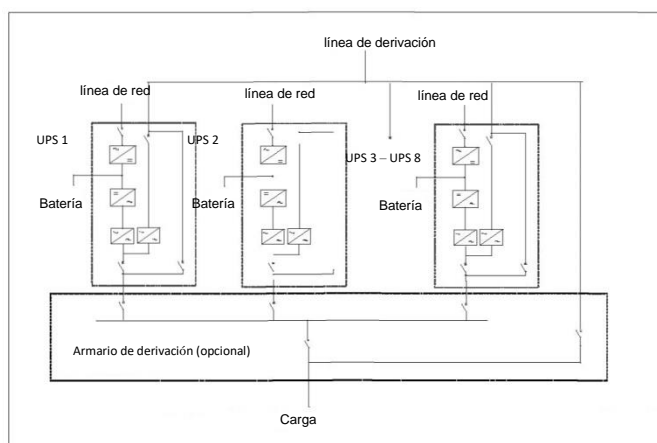 línea de derivación
línea de red
línea de red
línea de red
UPS 1
UPS 2
UPS 3 – UPS 8
Batería
Batería
Batería
Armario de derivación (opcional)
Carga